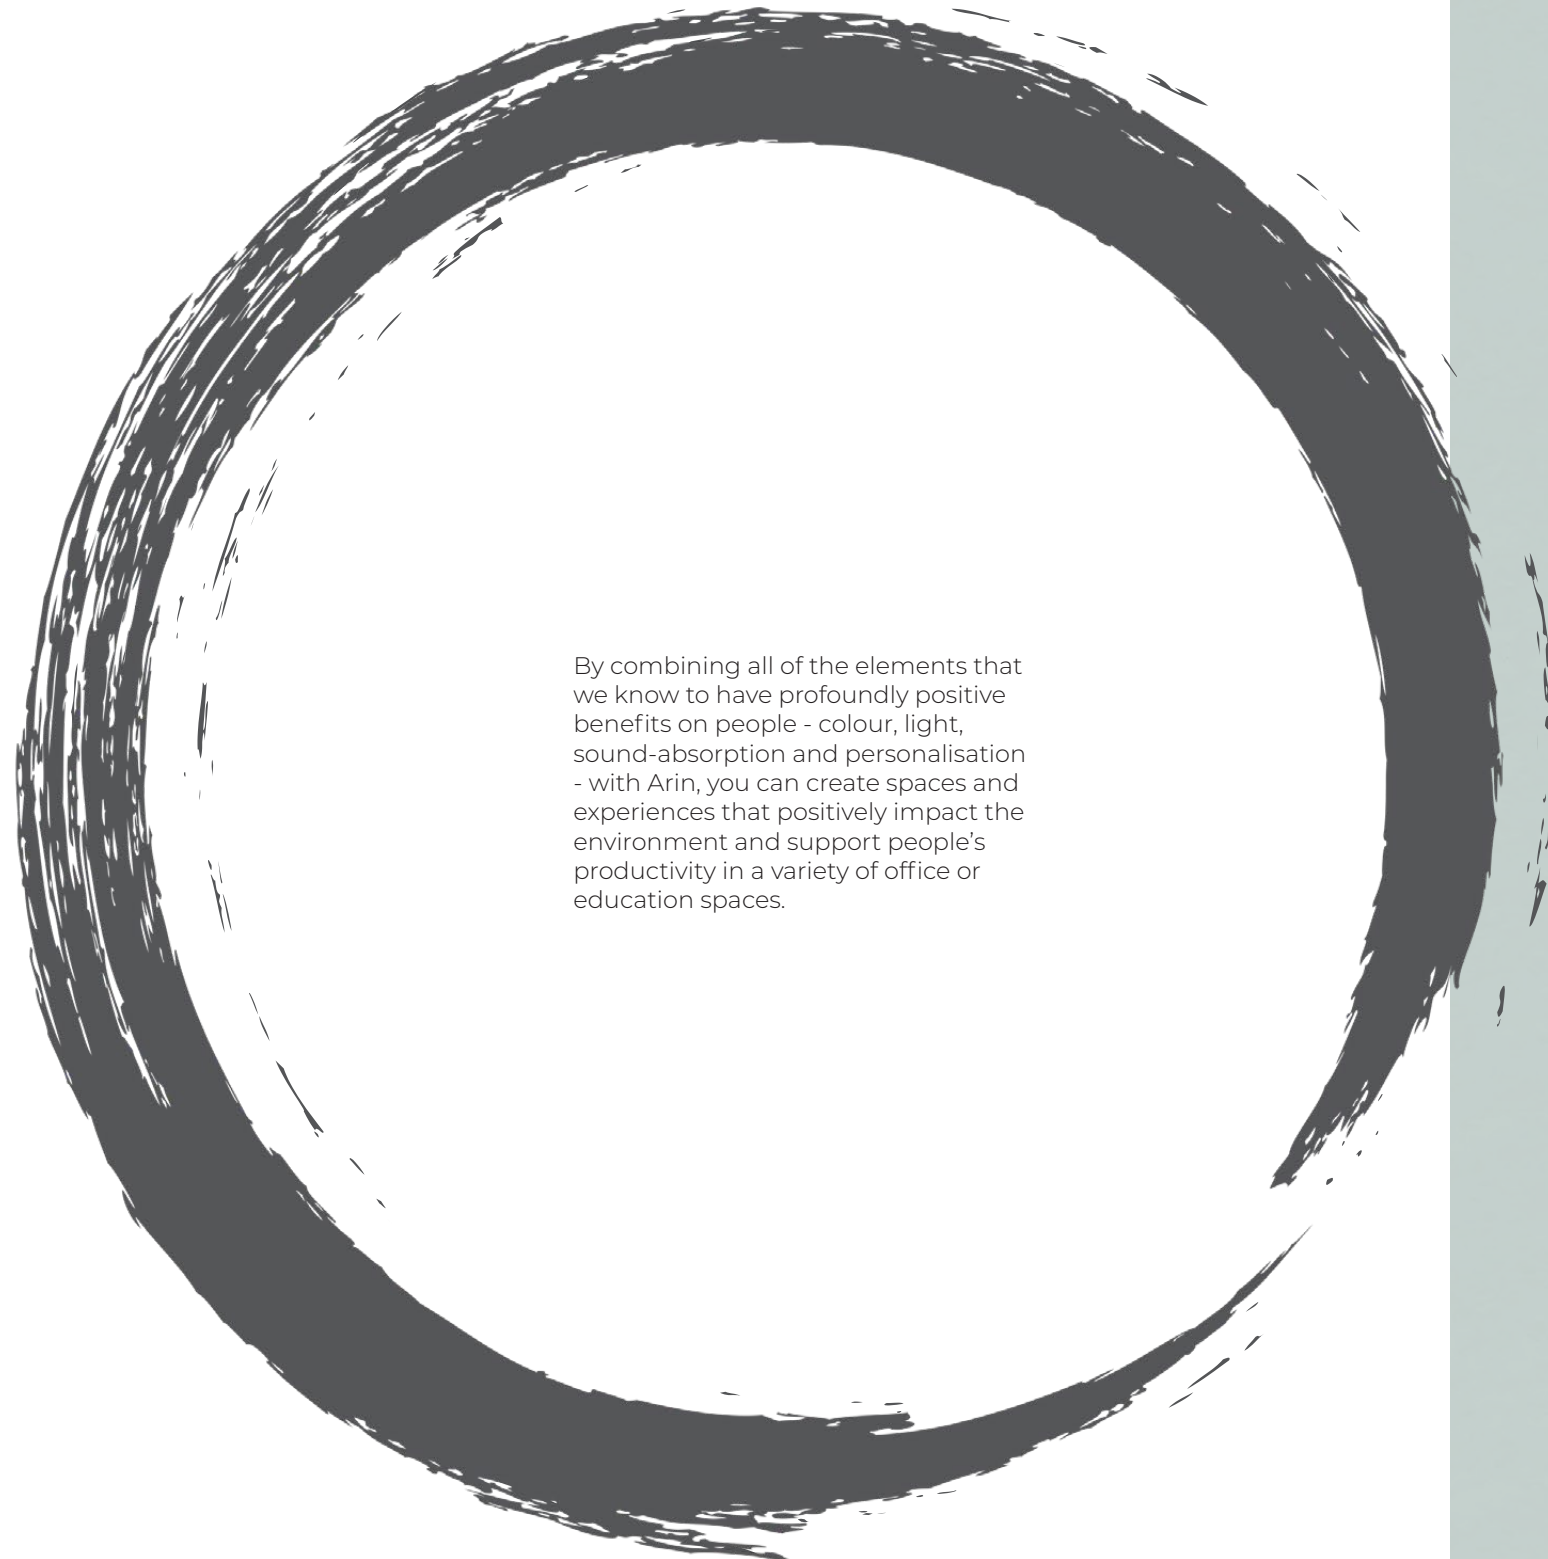 By combining all of the elements that
we know to have profoundly positive
benefits on people - colour, light,
sound-absorption and personalisation
- with Arin, you can create spaces and
experiences that positively impact the
environment and support people’s
productivity in a variety of office or
education spaces.